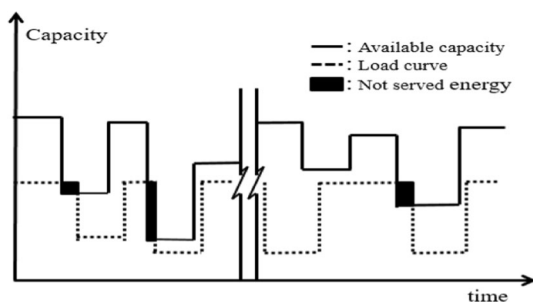 Capacity
: Available capacity
: Load curve
: Not served energy
time